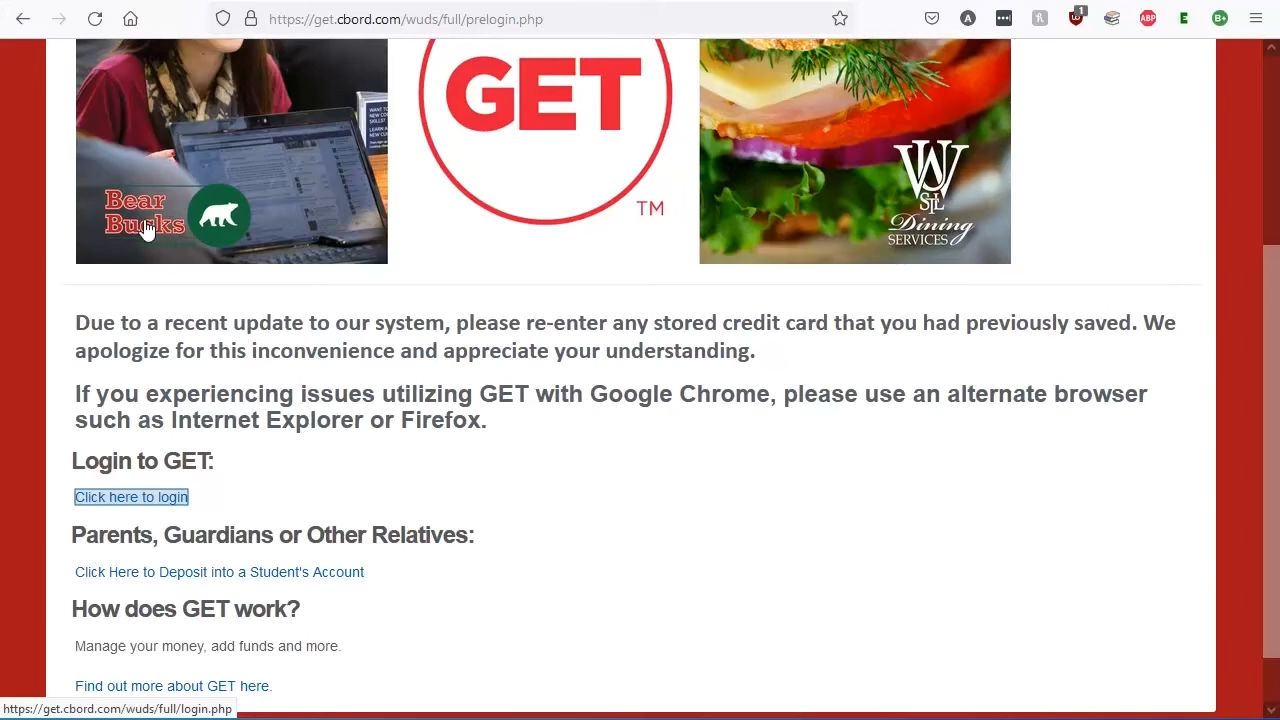 https://get.cbord.com/wuds/full/prelogin.php
1
A
ABP
E
B+
GET
TM
WANT TO
Bear
Bucks
WU
STL
Dining
SERVICES
Due to a recent update to our system, please re-enter any stored credit card that you had previously saved. We
apologize for this inconvenience and appreciate your understanding.
If you experiencing issues utilizing GET with Google Chrome, please use an alternate browser
such as Internet Explorer or Firefox.
Login to GET:
Click here to login
Parents, Guardians or Other Relatives:
Click Here to Deposit into a Student's Account
How does GET work?
Manage your money, add funds and more.
Find out more about GET here.
https://get.cbord.com/wuds/full/login.php